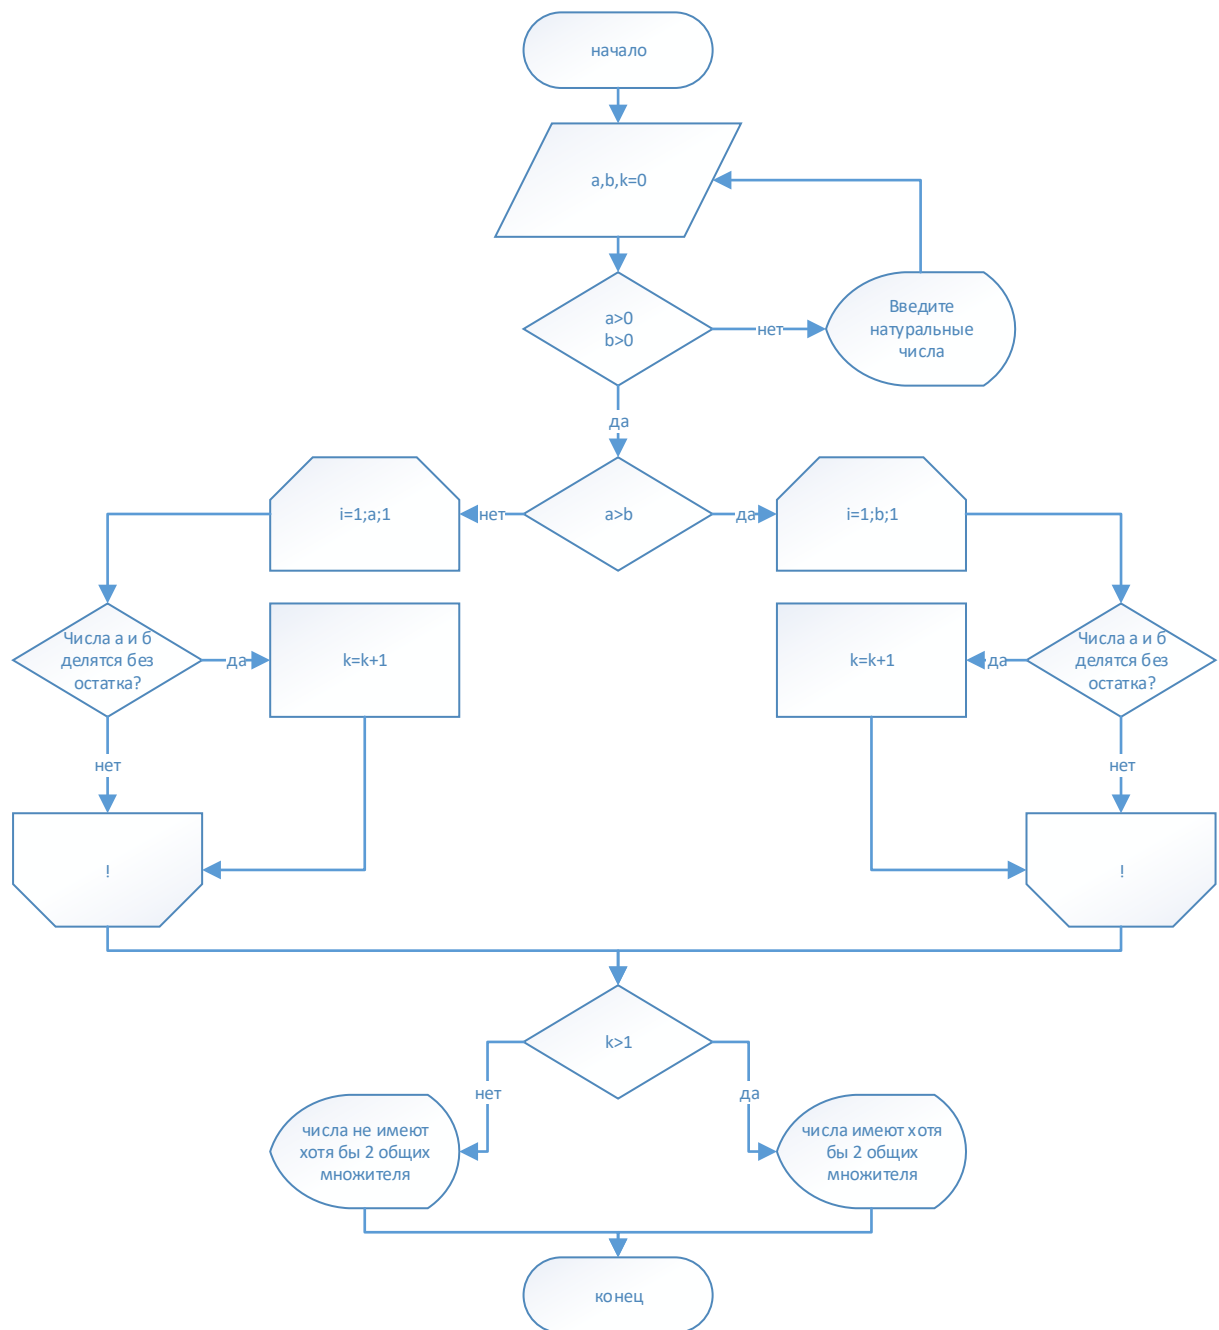 начало
a,b,k=0
a>0
b>0
нет
Введите
натуральные
числа
да
i=1;a;1
нет
a>b
да
i=1;b;1
Числа а и б
делятся без
остатка?
да
k=k+1
k=k+1
да
Числа а и б
делятся без
остатка?
нет
нет
!
!
k>1
нет
да
числа не имеют
хотя бы 2 общих
множителя
числа имеют хотя
бы 2 общих
множителя
конец